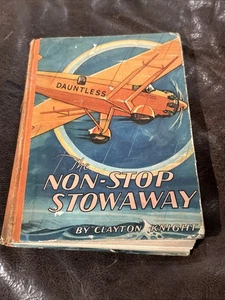 DAUNTLESS
The
NON-STOP
STOWAWAY
BY CLAYTON KNIGHT